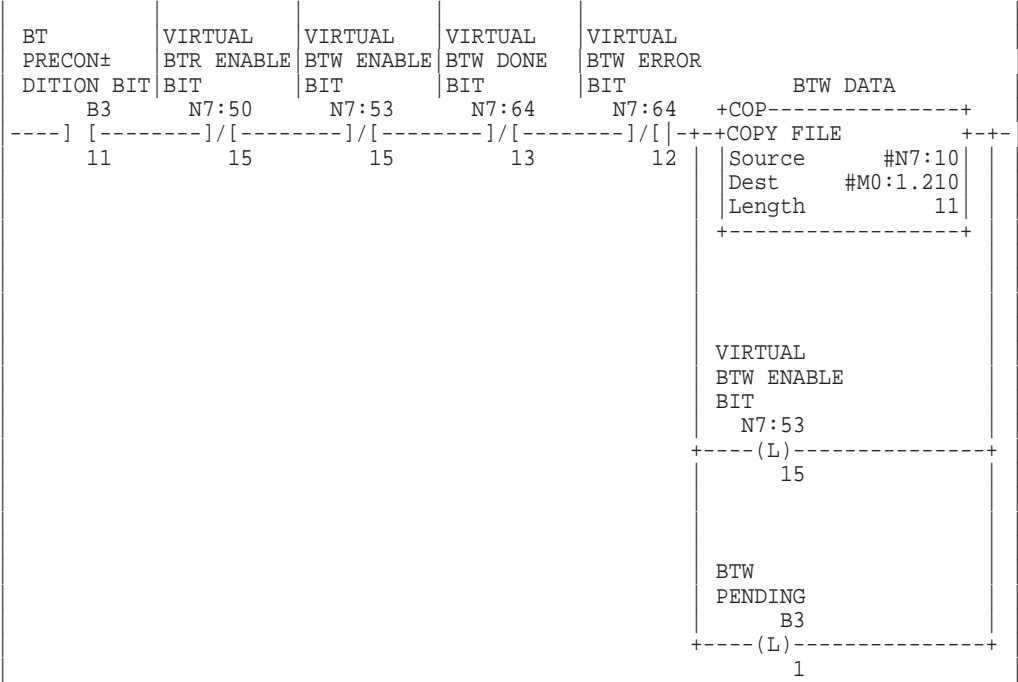 BT VIRTUAL VIRTUAL VIRTUAL VIRTUAL
PRECON± BTR ENABLE BTW ENABLE BTW DONE BTW ERROR
DITION BIT BIT BIT BIT BIT BTW DATA
B3 N7:50 N7:53 N7:64 N7:64 +COP---------------+
----] [--------]/[--------]/[--------]/[--------]/[|-+-+COPY FILE +-+-
11 15 15 13 12 |Source #N7:10|
|Dest #M0:1.210|
|Length 11|
+------------------+
VIRTUAL
BTW ENABLE
BIT
N7:53
+----(L)---------------+
15
BTW
PENDING
B3
+----(L)---------------+
1